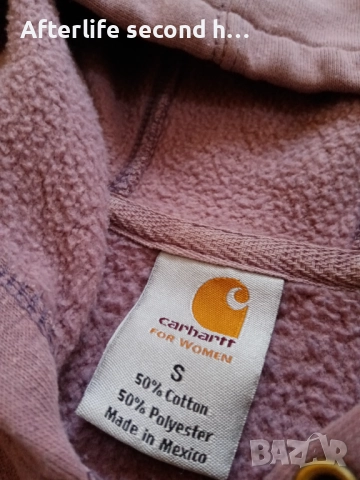 Afterlife second h...
carhartt
FOR WOMEN
S
50% Cotton
50% Polyester
Made in Mexico
BAZAR